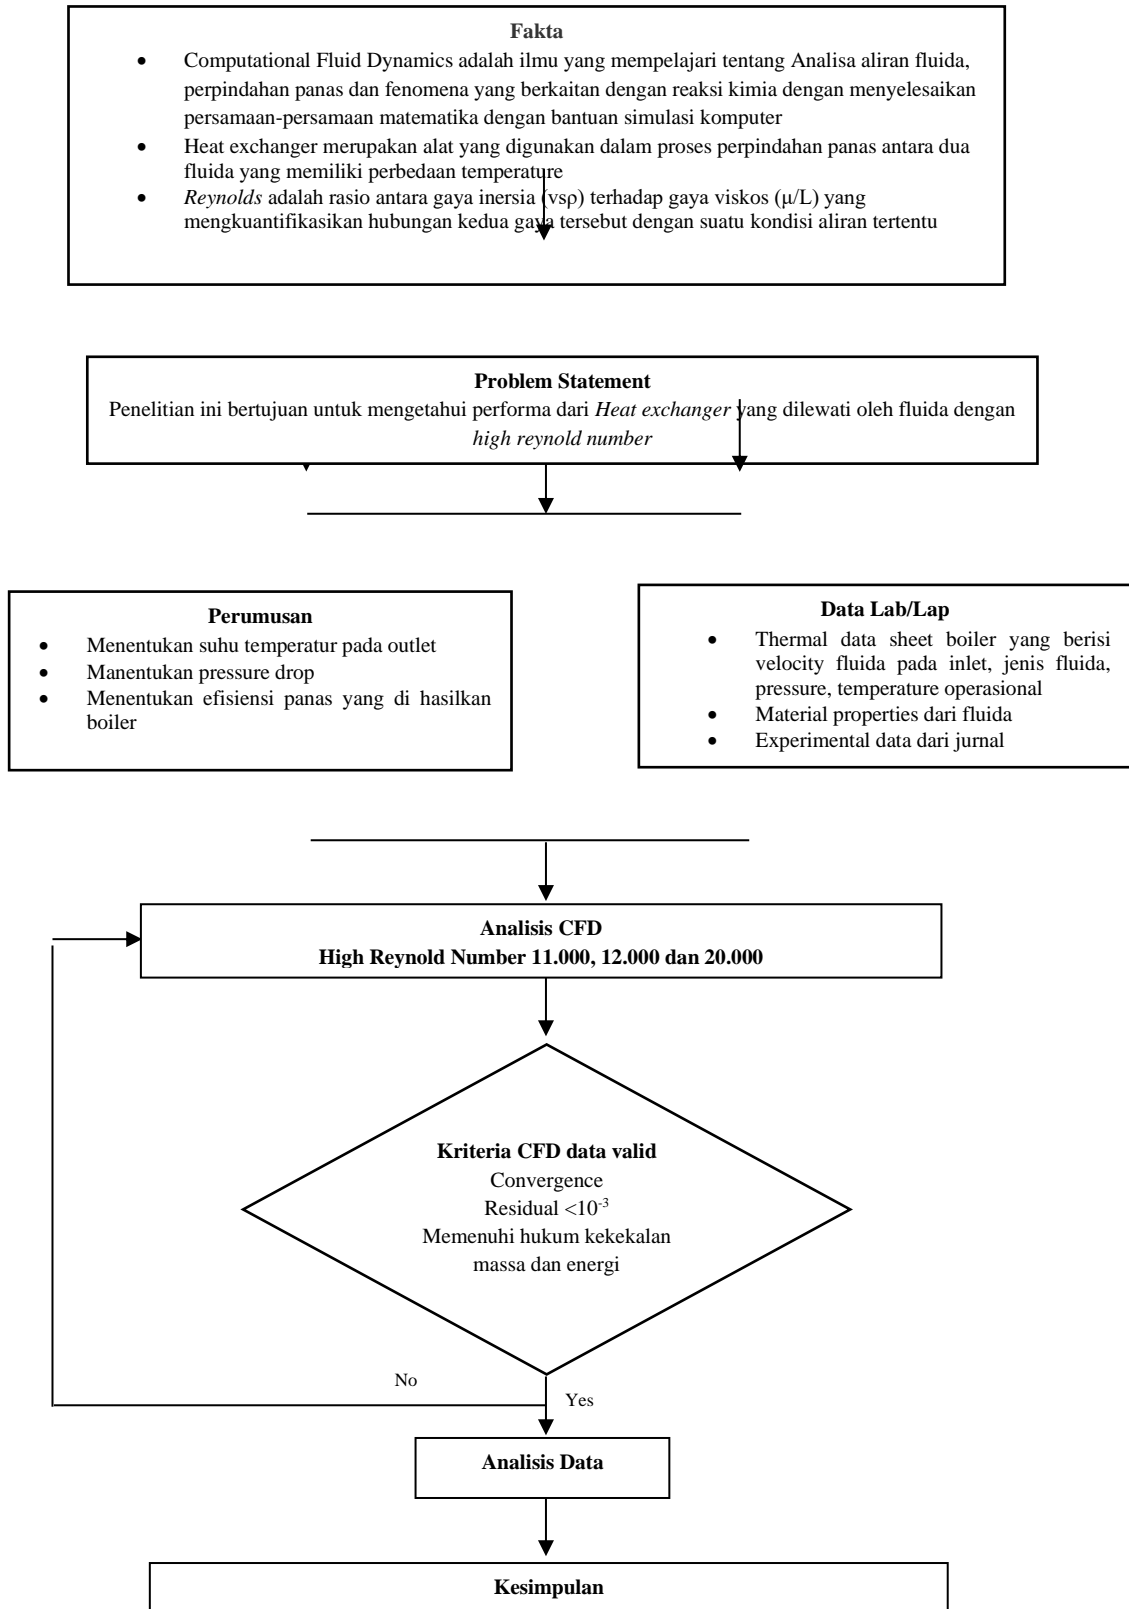 Fakta
• Computational Fluid Dynamics adalah ilmu yang mempelajari tentang Analisa aliran fluida,
perpindahan panas dan fenomena yang berkaitan dengan reaksi kimia dengan menyelesaikan
persamaan-persamaan matematika dengan bantuan simulasi komputer
• Heat exchanger merupakan alat yang digunakan dalam proses perpindahan panas antara dua
fluida yang memiliki perbedaan temperature
• Reynolds adalah rasio antara gaya inersia (vsρ) terhadap gaya viskos (μ/L) yang
mengkuantifikasikan hubungan kedua gaya tersebut dengan suatu kondisi aliran tertentu
Problem Statement
Penelitian ini bertujuan untuk mengetahui performa dari Heat exchanger yang dilewati oleh fluida dengan
high reynold number
Perumusan
• Menentukan suhu temperatur pada outlet
• Manentukan pressure drop
• Menentukan efisiensi panas yang di hasilkan
boiler
Data Lab/Lap
• Thermal data sheet boiler yang berisi
velocity fluida pada inlet, jenis fluida,
pressure, temperature operasional
• Material properties dari fluida
• Experimental data dari jurnal
Analisis CFD
High Reynold Number 11.000, 12.000 dan 20.000
Kriteria CFD data valid
Convergence
Residual <10⁻³
Memenuhi hukum kekekalan
massa dan energi
No
Yes
Analisis Data
Kesimpulan